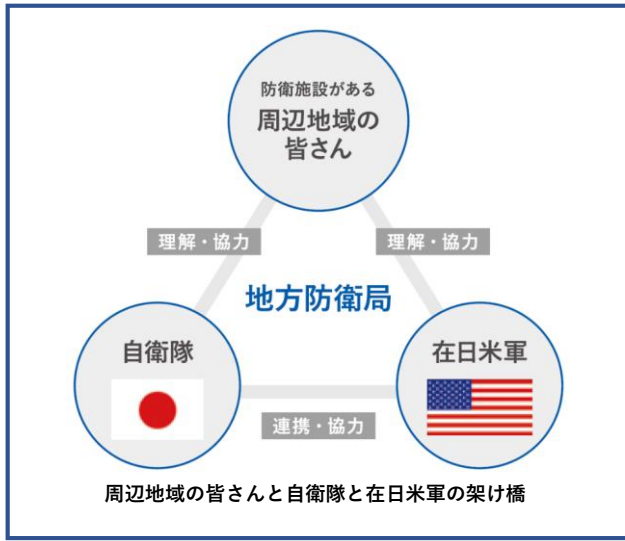 防衛施設がある
周辺地域の
皆さん
理解・協力
理解・協力
地方防衛局
自衛隊
在日米軍
連携・協力
周辺地域の皆さんと自衛隊と在日米軍の架け橋